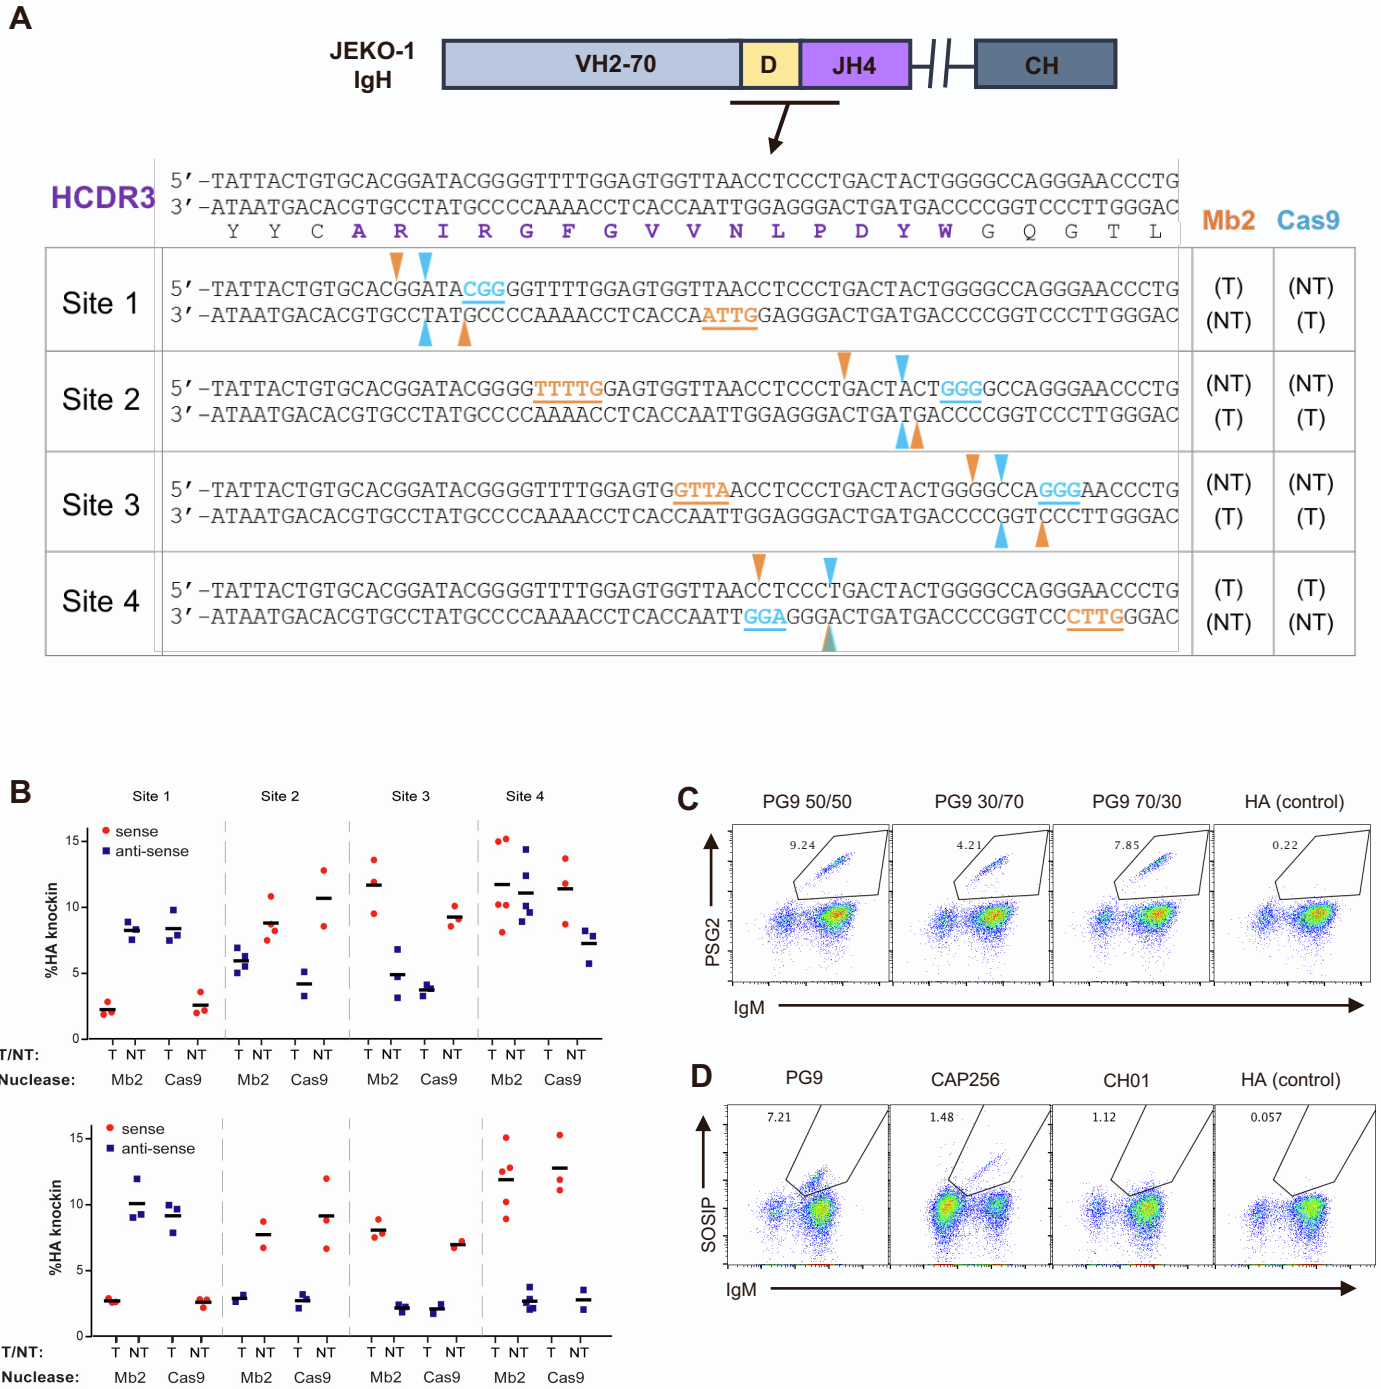 A
JEKO-1
IgH
VH2-70
D
JH4
CH
HCDR3
5′-TATTACTGTGCACGGATACGGGGTTTTGGAGTGGTTAACCTCCCTGACTACTGGGGCCAGGGAACCCTG
3′-ATAATGACACGTGCCTATGCCCCAAAACCTCACCAATTGGAGGGACTGATGACCCCGGTCCCTTGGGAC
Y Y C A R I R G F G V V N L P D Y W G Q G T L
Mb2 Cas9
Site 1
5′-TATTACTGTGCACGGATACGGGGTTTTGGAGTGGTTAACCTCCCTGACTACTGGGGCCAGGGAACCCTG
3′-ATAATGACACGTGCCTATGCCCCAAAACCTCACCAATTGGAGGGACTGATGACCCCGGTCCCTTGGGAC
(T) (NT)
(NT) (T)
Site 2
5′-TATTACTGTGCACGGATACGGGGTTTTGGAGTGGTTAACCTCCCTGACTACTGGGGCCAGGGAACCCTG
3′-ATAATGACACGTGCCTATGCCCCAAAACCTCACCAATTGGAGGGACTGATGACCCCGGTCCCTTGGGAC
(NT) (NT)
(T) (T)
Site 3
5′-TATTACTGTGCACGGATACGGGGTTTTGGAGTGGTTAACCTCCCTGACTACTGGGGCCAGGGAACCCTG
3′-ATAATGACACGTGCCTATGCCCCAAAACCTCACCAATTGGAGGGACTGATGACCCCGGTCCCTTGGGAC
(NT) (NT)
(T) (T)
Site 4
5′-TATTACTGTGCACGGATACGGGGTTTTGGAGTGGTTAACCTCCCTGACTACTGGGGCCAGGGAACCCTG
3′-ATAATGACACGTGCCTATGCCCCAAAACCTCACCAATTGGAGGGACTGATGACCCCGGTCCCTTGGGAC
(T) (T)
(NT) (NT)
B
Site 1 Site 2 Site 3 Site 4
sense
anti-sense
%HA knockin
15
10
5
0
T/NT: T NT T NT T NT T NT T NT T NT T NT T NT
Nuclease: Mb2 Cas9 Mb2 Cas9 Mb2 Cas9 Mb2 Cas9
sense
anti-sense
%HA knockin
15
10
5
0
T/NT: T NT T NT T NT T NT T NT T NT T NT T NT
Nuclease: Mb2 Cas9 Mb2 Cas9 Mb2 Cas9 Mb2 Cas9
C
PG9 50/50 PG9 30/70 PG9 70/30 HA (control)
9.24 4.21 7.85 0.22
PSG2
IgM
D
PG9 CAP256 CH01 HA (control)
7.21 1.48 1.12 0.057
SOSIP
IgM